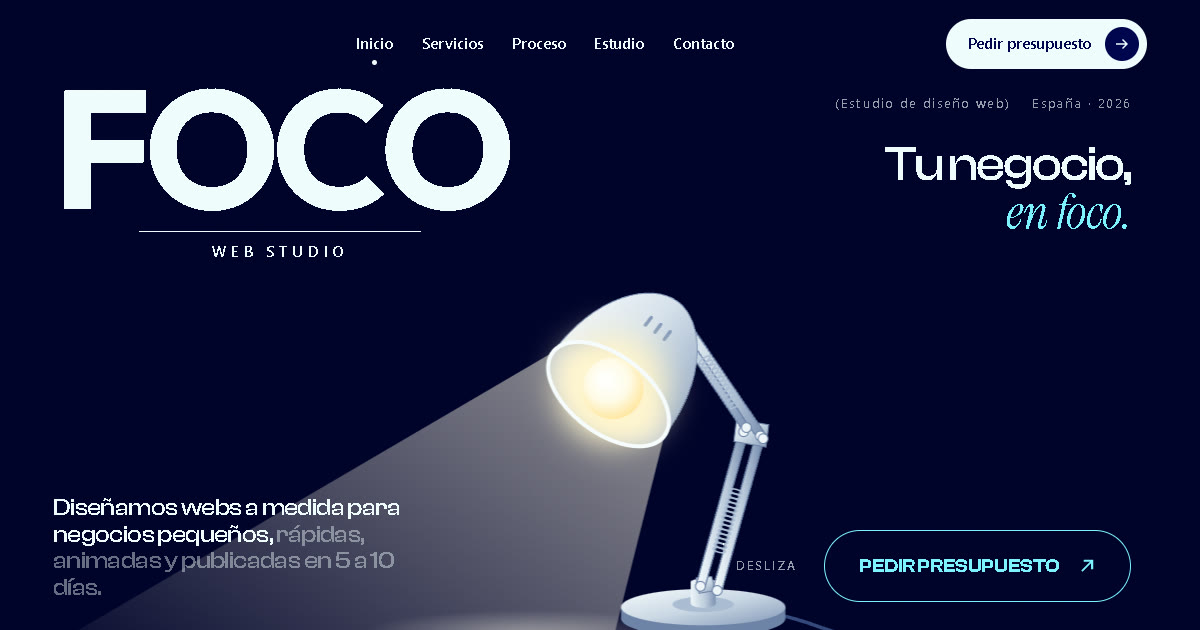 Inicio Servicios Proceso Estudio Contacto
Pedir presupuesto
FOCO
WEB STUDIO
(Estudio de diseño web) España · 2026
Tu negocio,
en foco.
Diseñamos webs a medida para
negocios pequeños, rápidas,
animadas y publicadas en 5 a 10
días.
DESLIZA
PEDIR PRESUPUESTO